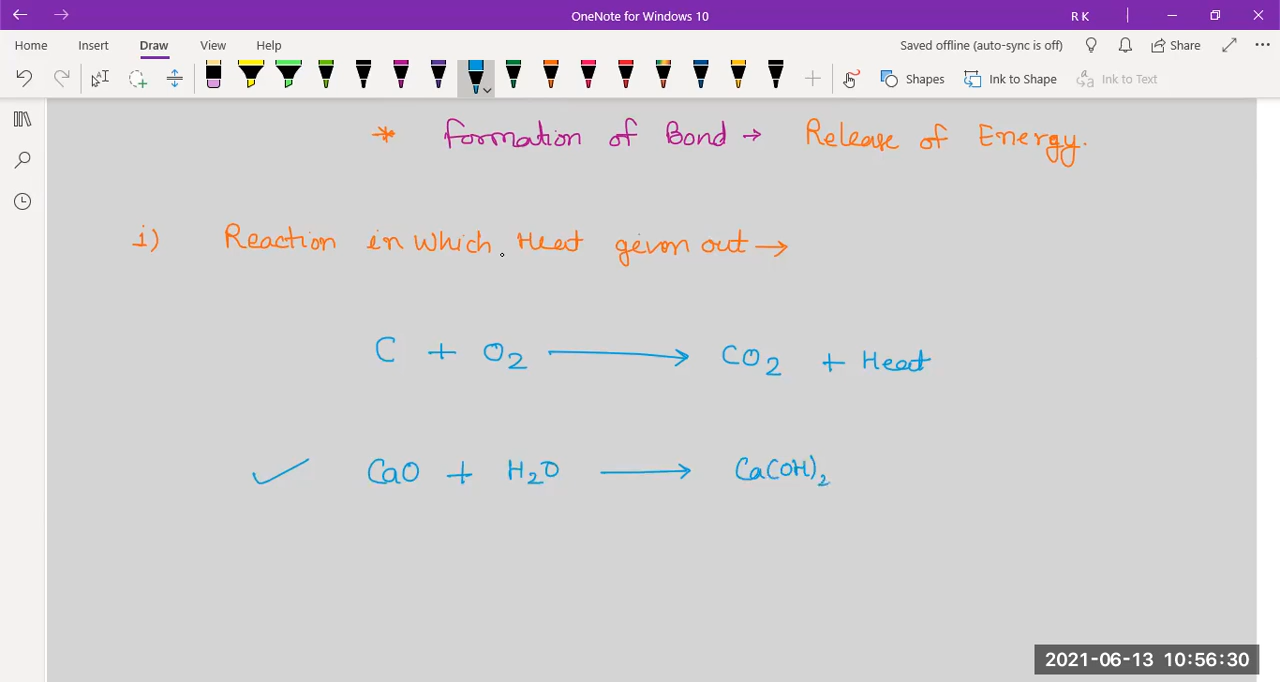 OneNote for Windows 10
R K
Home Insert Draw View Help
Saved offline (auto-sync is off) Share
Shapes Ink to Shape Ink to Text
* Formation of Bond → Release of Energy.
i) Reaction in which Heat given out →
C + O₂ ⟶ CO₂ + Heat
✓ CaO + H₂O ⟶ Ca(OH)₂
2021-06-13 10:56:30